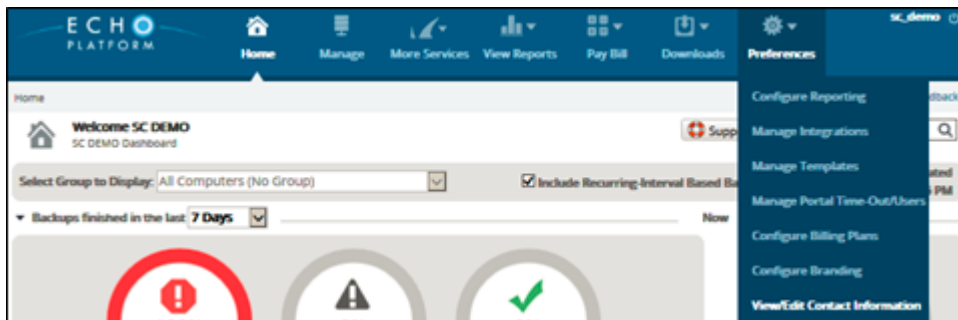 ECHO
PLATFORM
Home
Manage
More Services
View Reports
Pay Bill
Downloads
Preferences
sc_demo
Home
Welcome SC DEMO
SC DEMO Dashboard
Select Group to Display: All Computers (No Group)
Include Recurring-Interval Based
Backups finished in the last 7 Days
Now
Configure Reporting
Manage Integrations
Manage Templates
Manage Portal Time-Out/Users
Configure Billing Plans
Configure Branding
View/Edit Contact Information
PM